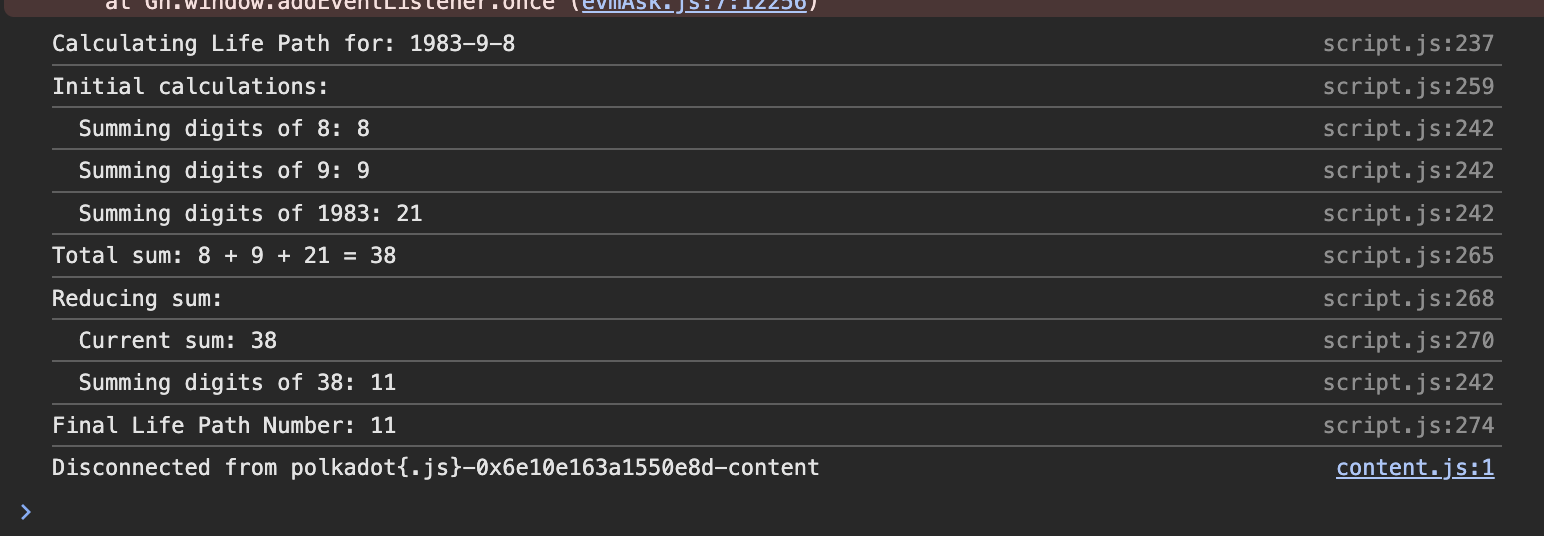 at Gn.window.addEventListener.once (evmAsk.js:7:12256)
Calculating Life Path for: 1983-9-8 script.js:237
Initial calculations: script.js:259
Summing digits of 8: 8 script.js:242
Summing digits of 9: 9 script.js:242
Summing digits of 1983: 21 script.js:242
Total sum: 8 + 9 + 21 = 38 script.js:265
Reducing sum: script.js:268
Current sum: 38 script.js:270
Summing digits of 38: 11 script.js:242
Final Life Path Number: 11 script.js:274
Disconnected from polkadot{.js}-0x6e10e163a1550e8d-content content.js:1